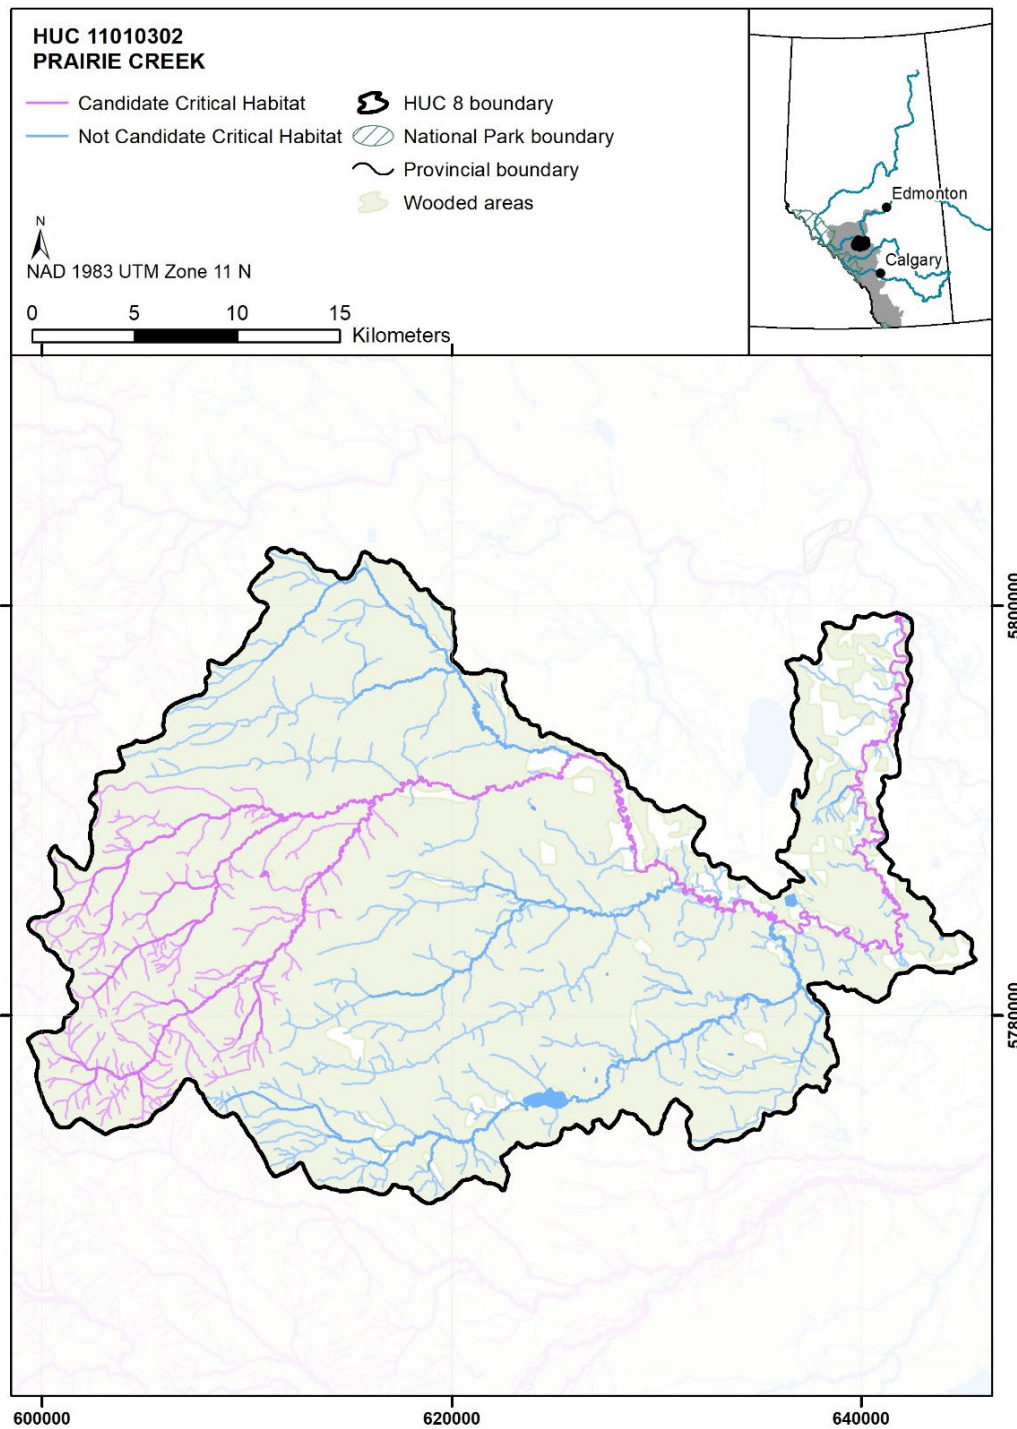 HUC 11010302
PRAIRIE CREEK
Candidate Critical Habitat
Not Candidate Critical Habitat
HUC 8 boundary
National Park boundary
Provincial boundary
Wooded areas
N
NAD 1983 UTM Zone 11 N
0 5 10 15
Kilometers
Edmonton
Calgary
5800000
5780000
600000 620000 640000